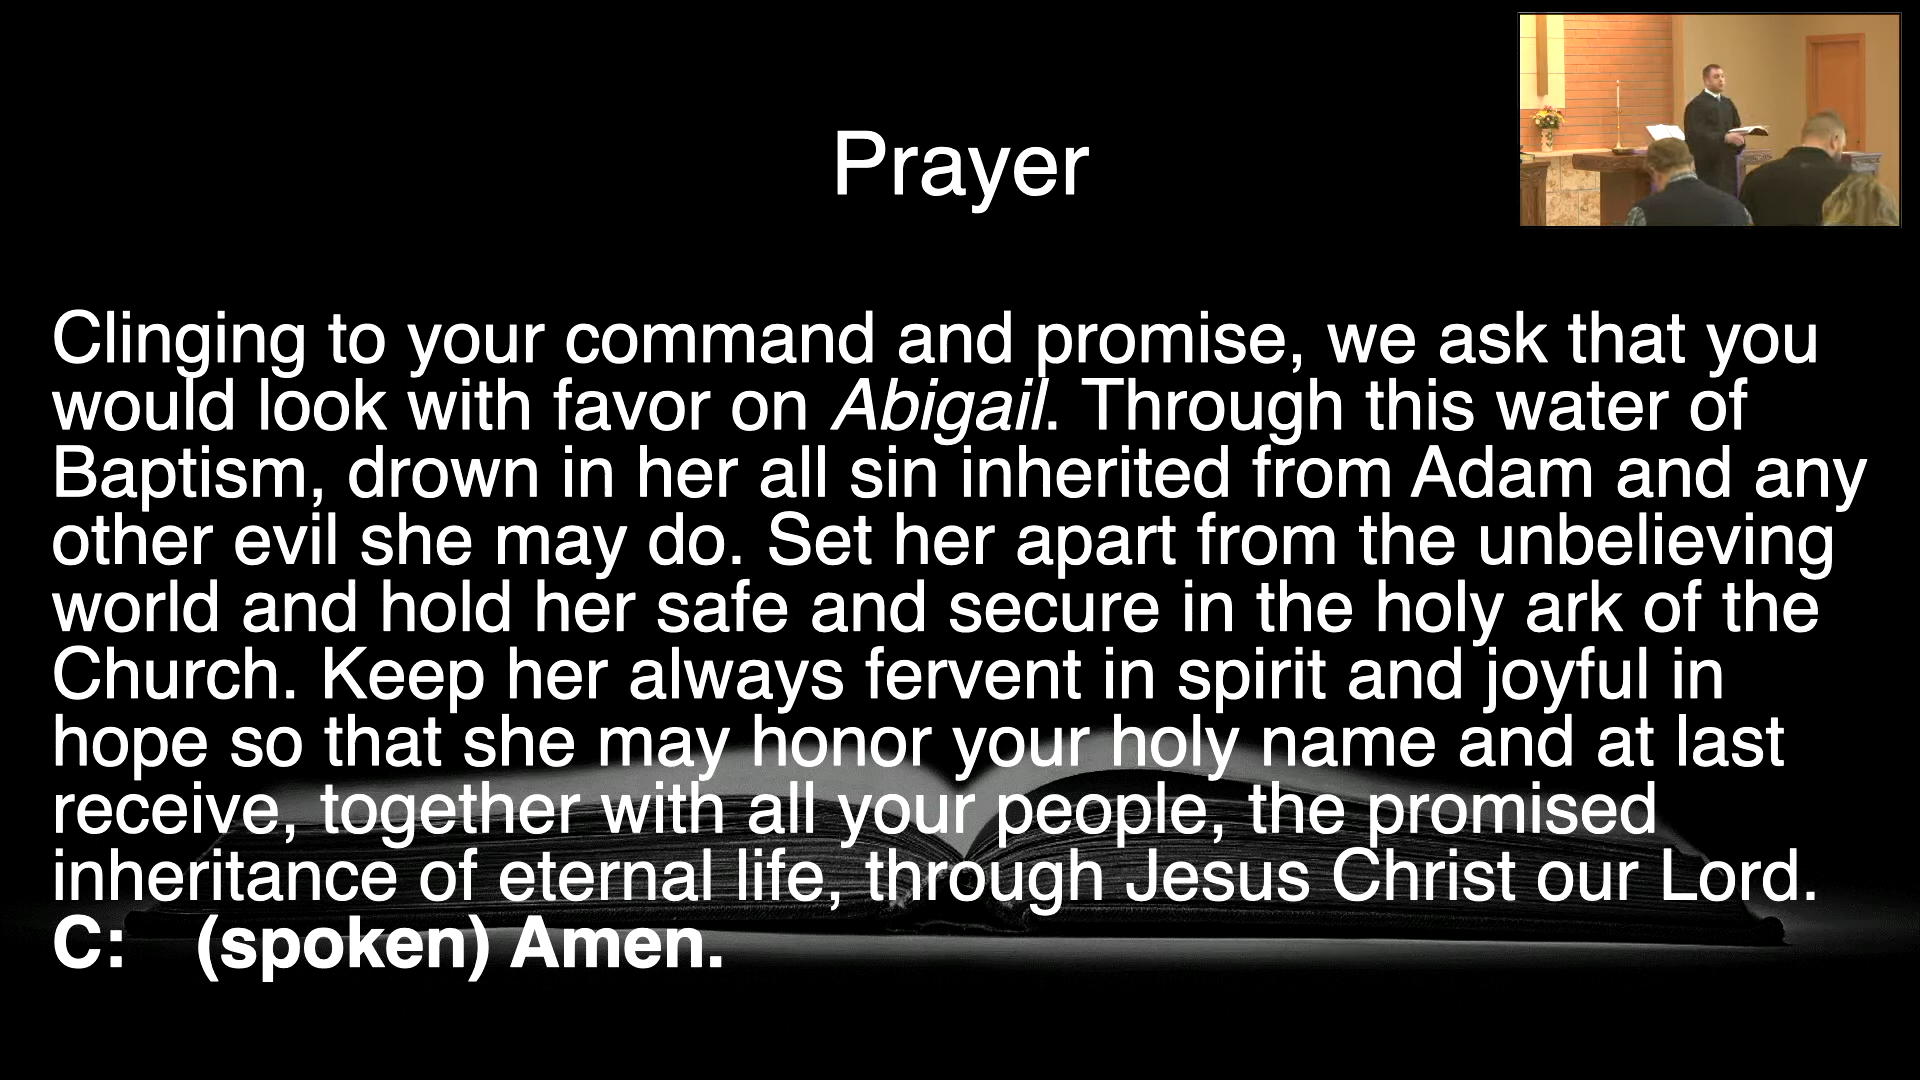 Prayer
Clinging to your command and promise, we ask that you
would look with favor on Abigail. Through this water of
Baptism, drown in her all sin inherited from Adam and any
other evil she may do. Set her apart from the unbelieving
world and hold her safe and secure in the holy ark of the
Church. Keep her always fervent in spirit and joyful in
hope so that she may honor your holy name and at last
receive, together with all your people, the promised
inheritance of eternal life, through Jesus Christ our Lord.
C: (spoken) Amen.